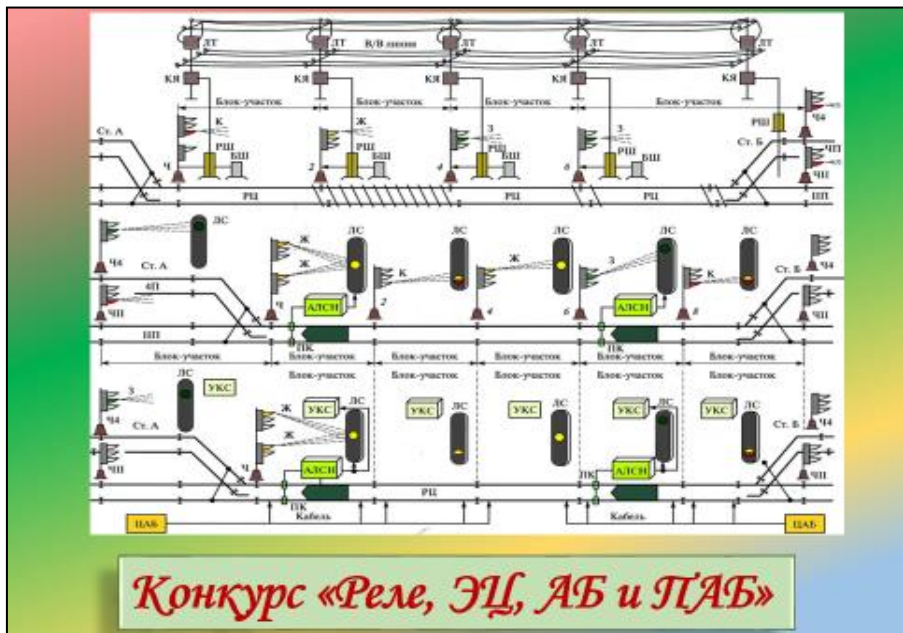 ЛТ ЛТ В/В линия ЛТ ЛТ ЛТ
КЯ КЯ КЯ КЯ КЯ
Блок-участок Блок-участок Блок-участок Блок-участок
Ст. А К Ж З З РШ Ст. Б Ч4
РШ РШ РШ РШ ЧП
Ч БШ 2 БШ 4 БШ 6 БШ ЧП
РЦ РЦ РЦ
ЛС Ж ЛС ЛС ЛС ЛС ЛС
Ч4 Ст. А Ж К Ж З К Ст. Б Ч4
4П АЛСН 2 АЛСН
ЧП Ч 4 6 8 ЧП
ПК ПК
Блок-участок Блок-участок Блок-участок Блок-участок Блок-участок Блок-участок
Блок-участок Блок-участок Блок-участок Блок-участок Блок-участок
ЛС
З УКС Ж УКС ЛС УКС ЛС УКС ЛС УКС ЛС УКС ЛС
Ч4 Ст. А Ж Ст. Б Ч4
ЧП Ч АЛСН ПК АЛСН ЧП
ПК РЦ
ЦАБ Кабель Кабель ЦАБ
Конкурс «Реле, ЭЦ, АБ и ПАБ»